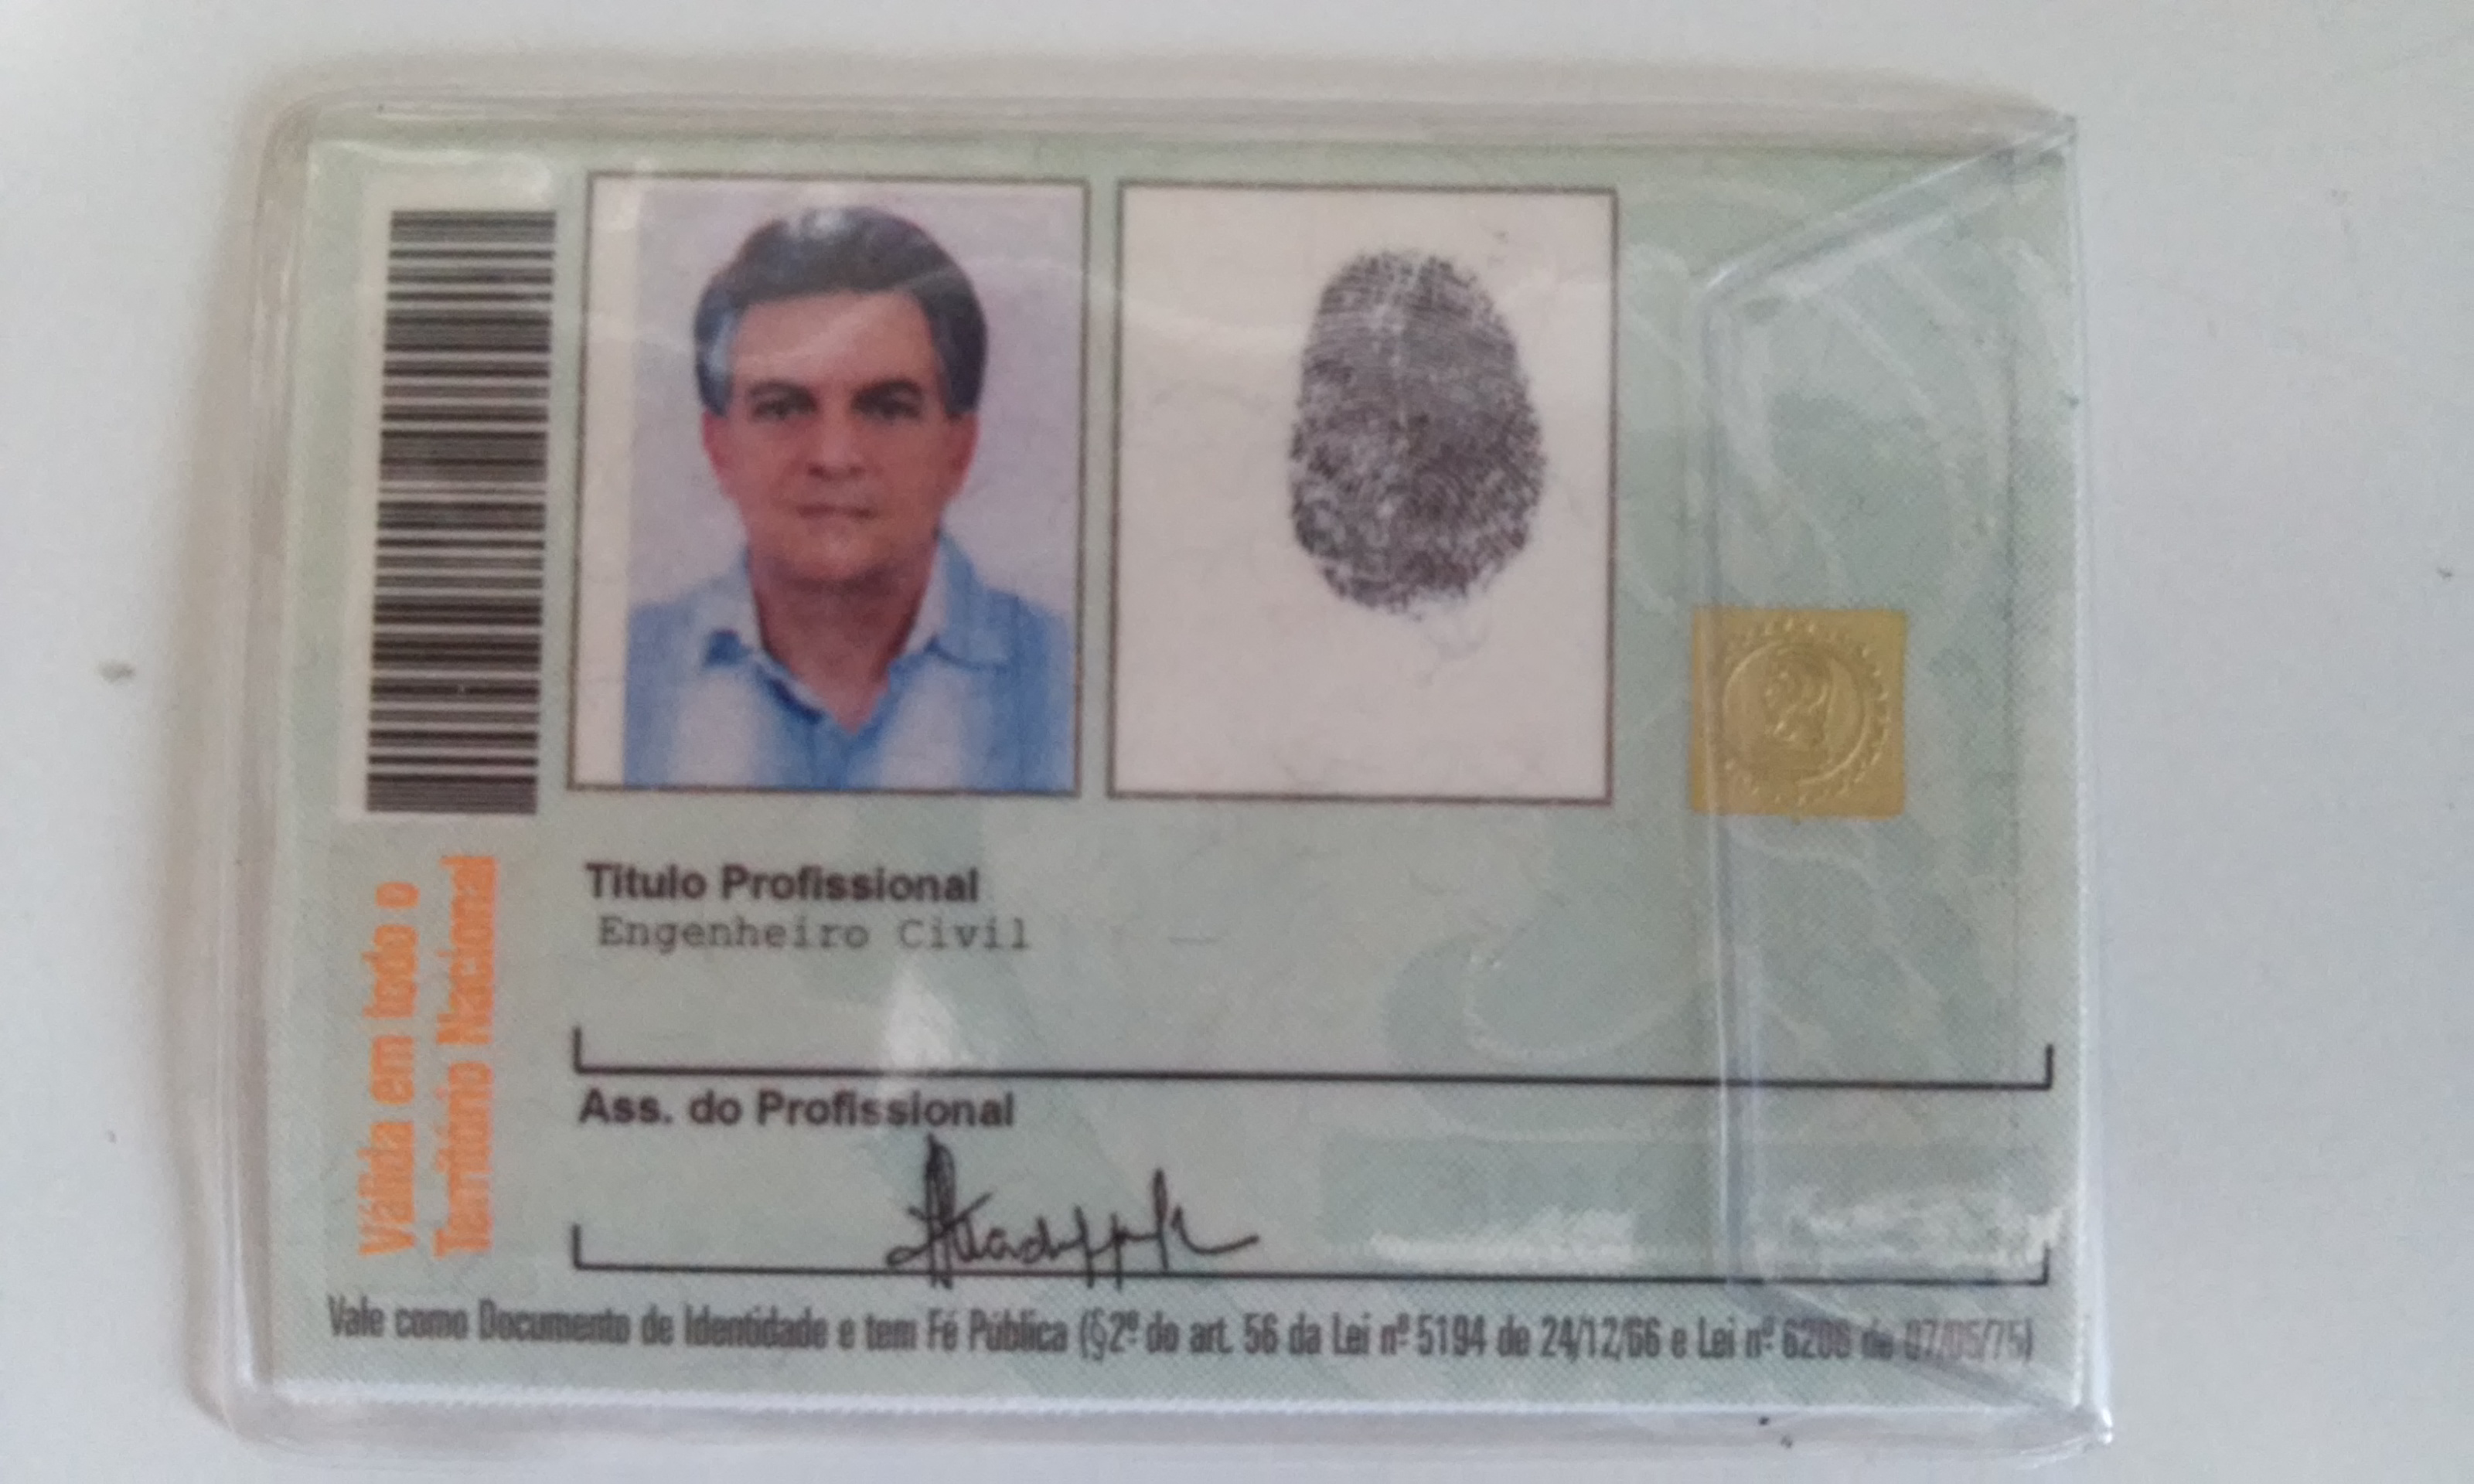 Válida em todo o
Território Nacional
Titulo Profissional
Engenheiro Civil
Ass. do Profissional
Vale como Documento de Identidade e tem Fé Pública (§2º do art. 56 da Lei nº 5194 de 24/12/66 e Lei nº 6206 de 07/05/75)